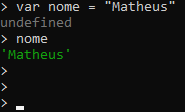 > var nome = "Matheus"
undefined
> nome
'Matheus'
>
>
>